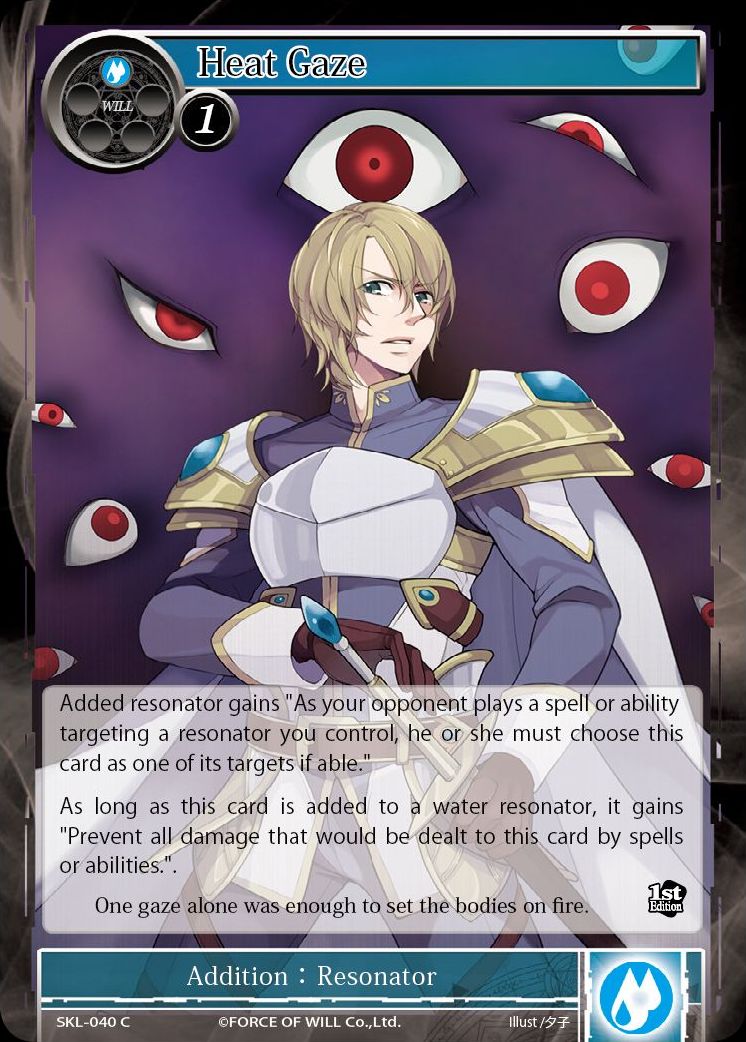 Heat Gaze
WILL
1
Added resonator gains "As your opponent plays a spell or ability
targeting a resonator you control, he or she must choose this
card as one of its targets if able."
As long as this card is added to a water resonator, it gains
"Prevent all damage that would be dealt to this card by spells
or abilities.".
One gaze alone was enough to set the bodies on fire.
1st
Edition
Addition : Resonator
SKL-040 C ©FORCE OF WILL Co.,Ltd. Illust /夕子